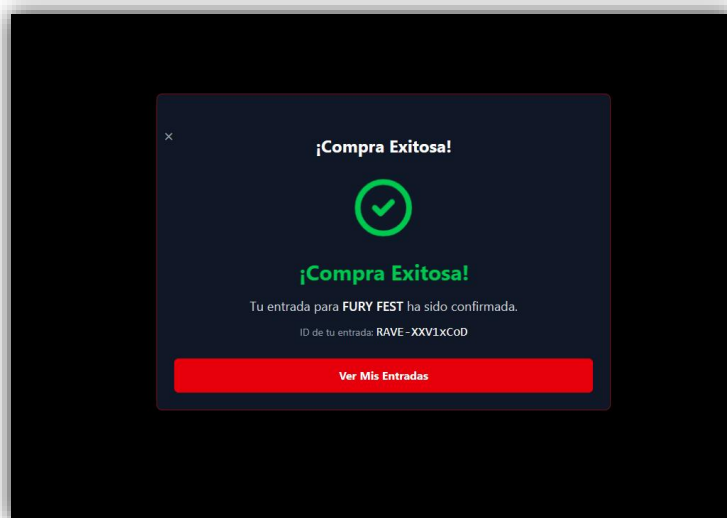 ×
¡Compra Exitosa!
¡Compra Exitosa!
Tu entrada para FURY FEST ha sido confirmada.
ID de tu entrada: RAVE-XXV1xCoD
Ver Mis Entradas